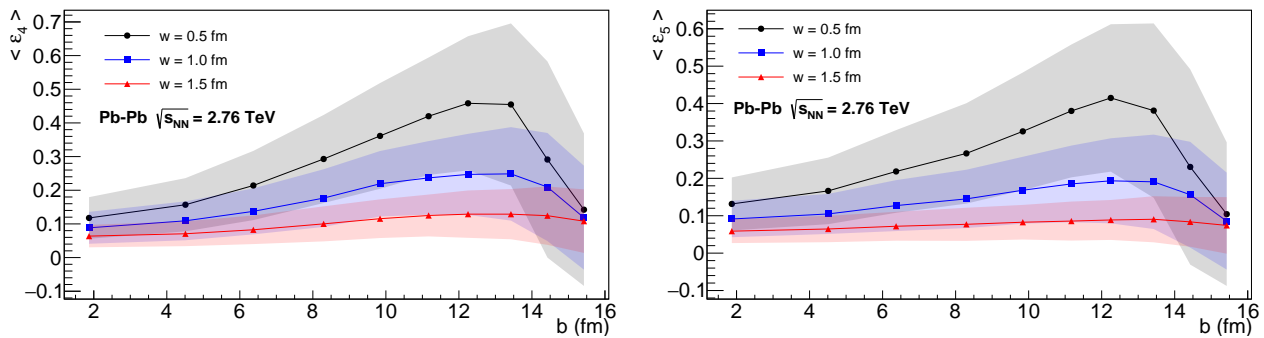 < ε4 >
0.7
0.6
0.5
0.4
0.3
0.2
0.1
0
−0.1
w = 0.5 fm
w = 1.0 fm
w = 1.5 fm
Pb-Pb √sNN = 2.76 TeV
2 4 6 8 10 12 14 16
b (fm)
< ε5 >
0.6
0.5
0.4
0.3
0.2
0.1
0
−0.1
w = 0.5 fm
w = 1.0 fm
w = 1.5 fm
Pb-Pb √sNN = 2.76 TeV
2 4 6 8 10 12 14 16
b (fm)